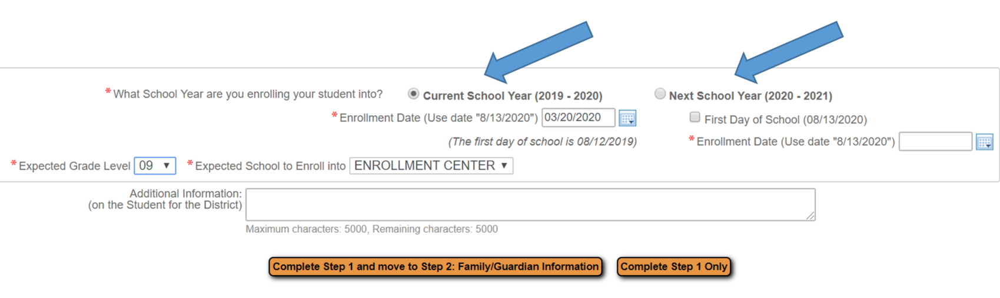 * What School Year are you enrolling your student into? Current School Year (2019 - 2020) Next School Year (2020 - 2021)
* Enrollment Date (Use date "8/13/2020") 03/20/2020 First Day of School (08/13/2020)
(The first day of school is 08/12/2019) * Enrollment Date (Use date "8/13/2020")
* Expected Grade Level 09 * Expected School to Enroll into ENROLLMENT CENTER
Additional Information:
(on the Student for the District)
Maximum characters: 5000, Remaining characters: 5000
Complete Step 1 and move to Step 2: Family/Guardian Information Complete Step 1 Only